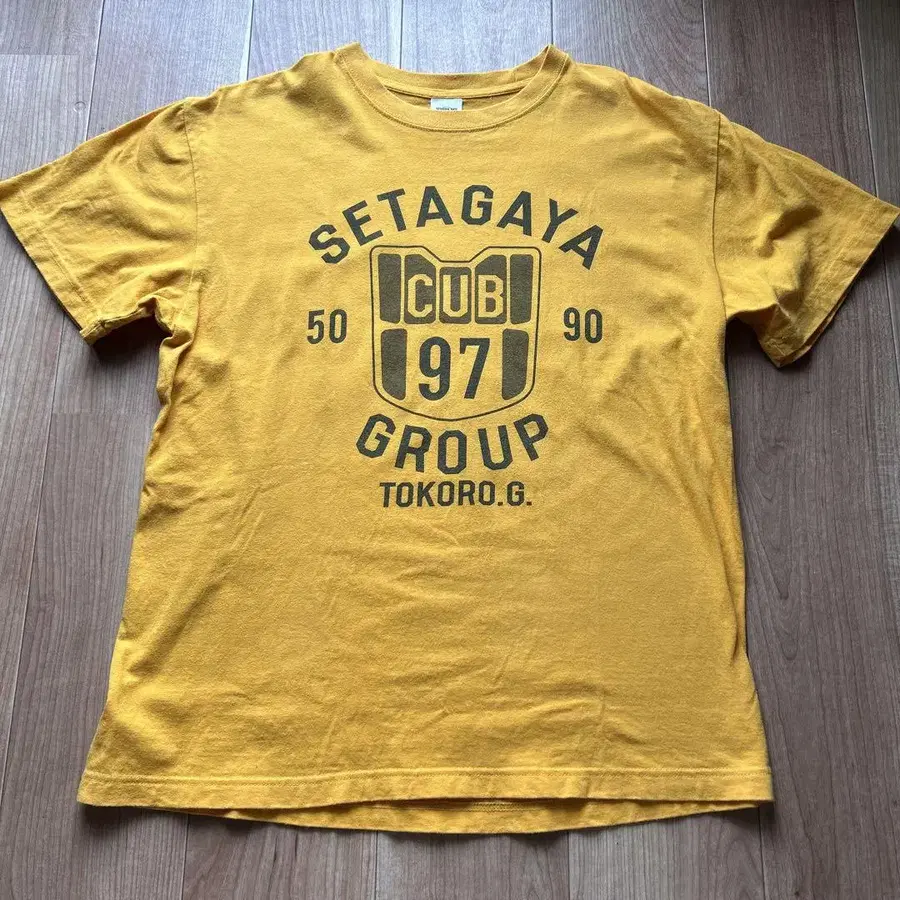 SETAGAYA
CUB
50 97 90
GROUP
TOKORO.G.